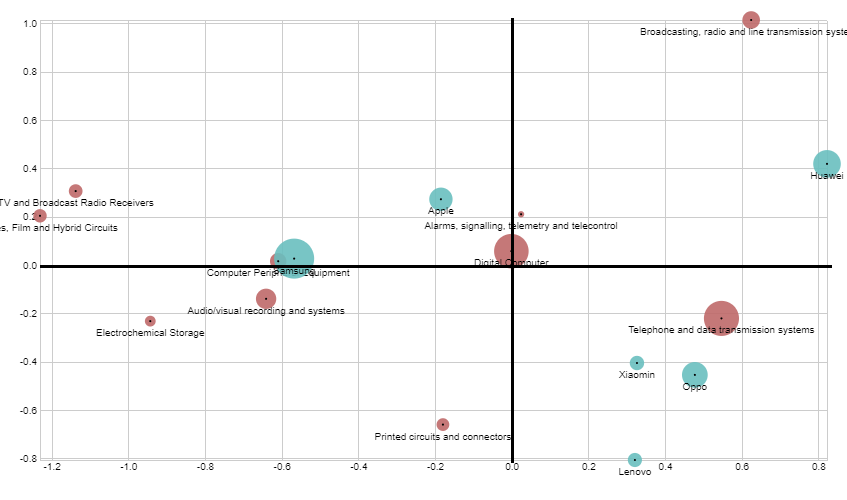 1.0
Broadcasting, radio and line transmission syste
0.8
0.6
0.4
Huawei
TV and Broadcast Radio Receivers
Apple
0.2
es, Film and Hybrid Circuits
Alarms, signalling, telemetry and telecontrol
0.0
Digital Computer
Computer Periph Equipment
Samsung
-0.2
Audio/visual recording and systems
Electrochemical Storage
Telephone and data transmission systems
-0.4
Xiaomin
Oppo
-0.6
Printed circuits and connectors
-0.8
-1.2 -1.0 -0.8 -0.6 -0.4 -0.2 0.0 0.2 0.4 0.6 0.8
Lenovo